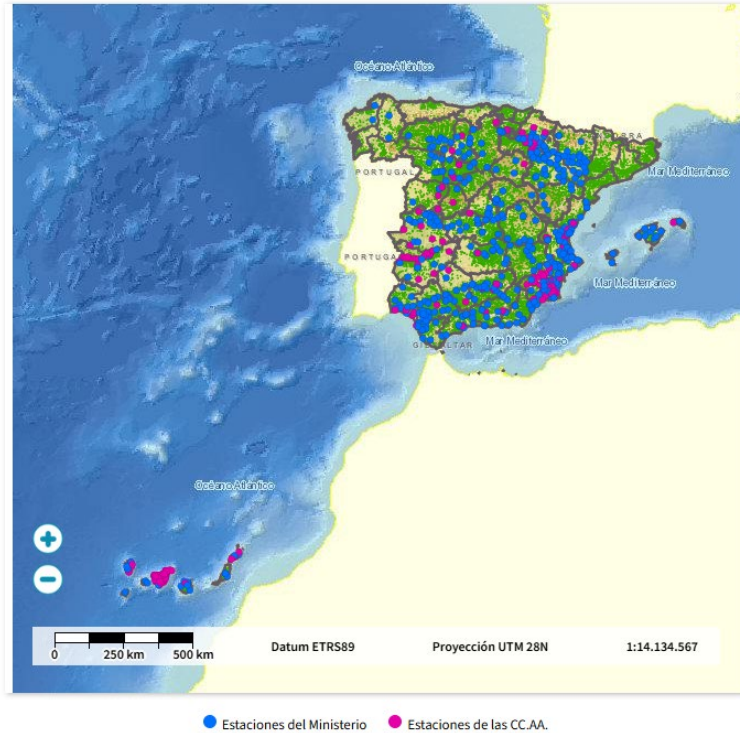 Océano Atlántico
PORTUGAL
Mar Mediterráneo
PORTUGAL
Mar Mediterráneo
GIBRALTAR
Mar Mediterráneo
Océano Atlántico
+
−
0 250 km 500 km
Datum ETRS89
Proyección UTM 28N
1:14.134.567
Estaciones del Ministerio
Estaciones de las CC.AA.